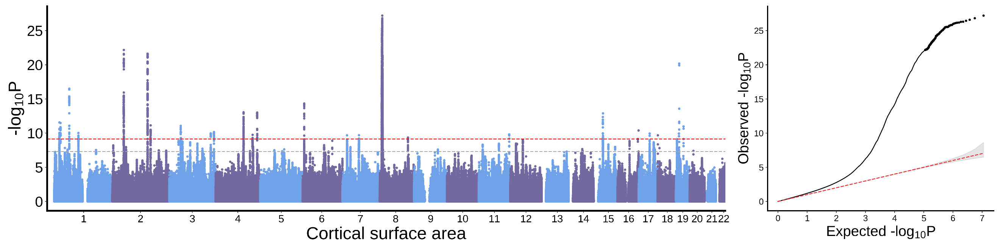 25
20
15
10
5
0
-log10P
1 2 3 4 5 6 7 8 9 10 11 12 13 14 15 16 17 18 19 20 21 22
Cortical surface area
25
20
15
10
5
0
Observed -log10P
0 1 2 3 4 5 6 7
Expected -log10P